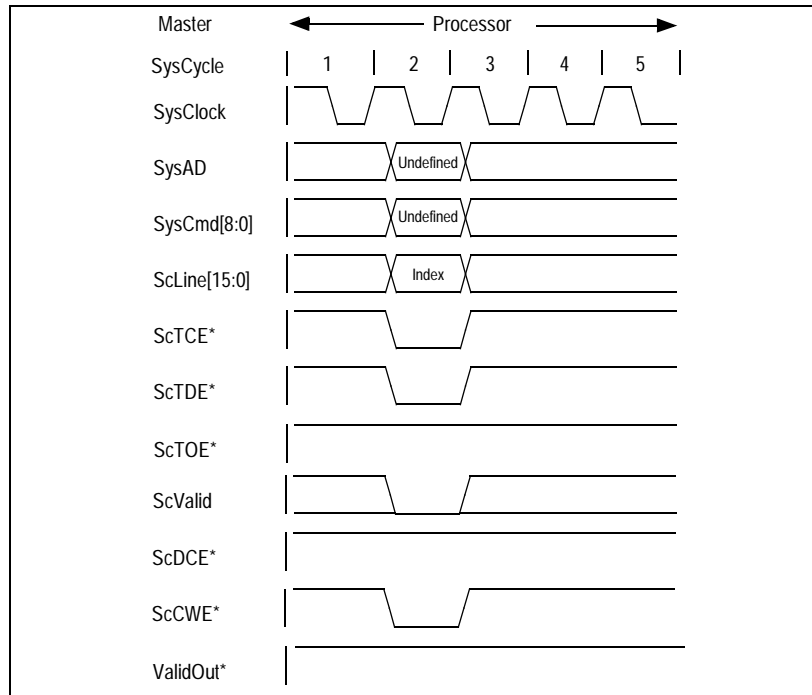 Master Processor
SysCycle 1 2 3 4 5
SysClock
SysAD Undefined
SysCmd[8:0] Undefined
ScLine[15:0] Index
ScTCE*
ScTDE*
ScTOE*
ScValid
ScDCE*
ScCWE*
ValidOut*